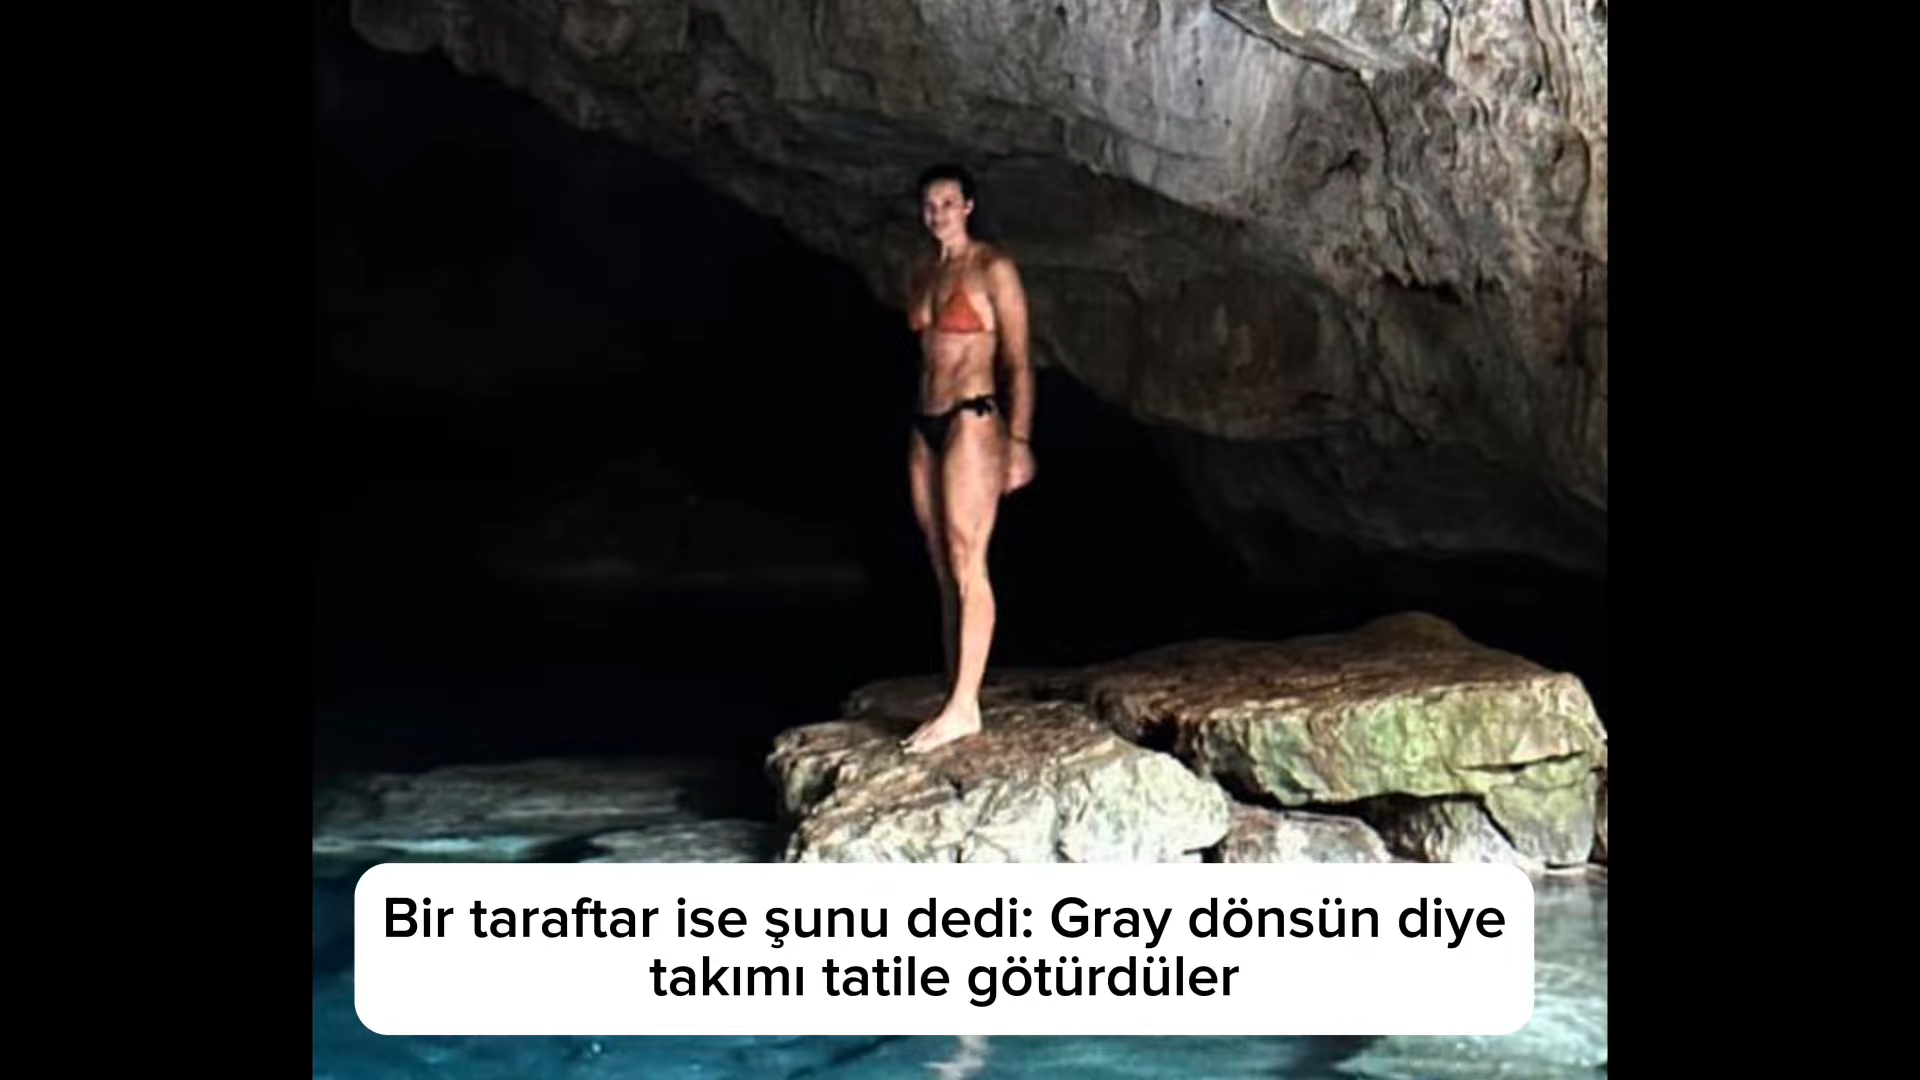 Bir taraftar ise şunu dedi: Gray dönsün diye
takımı tatile götürdüler